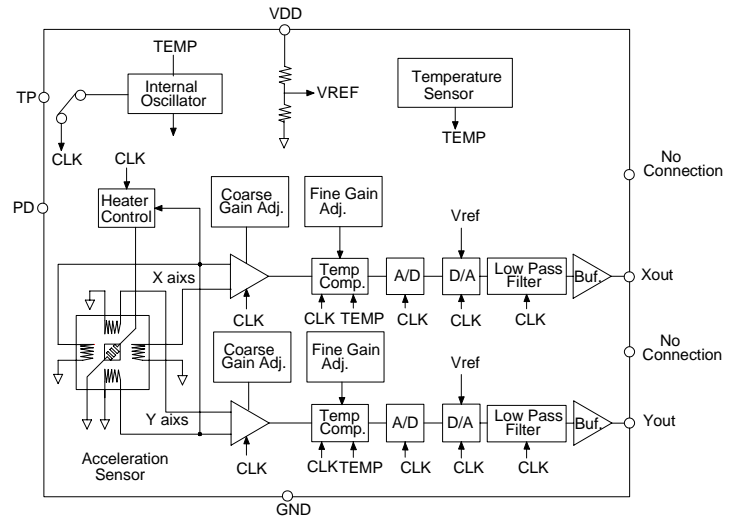 VDD
TEMP
Internal
Oscillator
VREF
Temperature
Sensor
TEMP
TP
CLK
CLK
No
Connection
PD
Heater
Control
Coarse
Gain Adj.
Fine Gain
Adj.
Vref
X aixs
Temp
Comp.
A/D
D/A
Low Pass
Filter
Buf.
Xout
CLK
CLK
TEMP
CLK
CLK
CLK
No
Connection
Coarse
Gain Adj.
Fine Gain
Adj.
Vref
Y aixs
Temp
Comp.
A/D
D/A
Low Pass
Filter
Buf.
Yout
CLK
CLK
TEMP
CLK
CLK
CLK
Acceleration
Sensor
GND